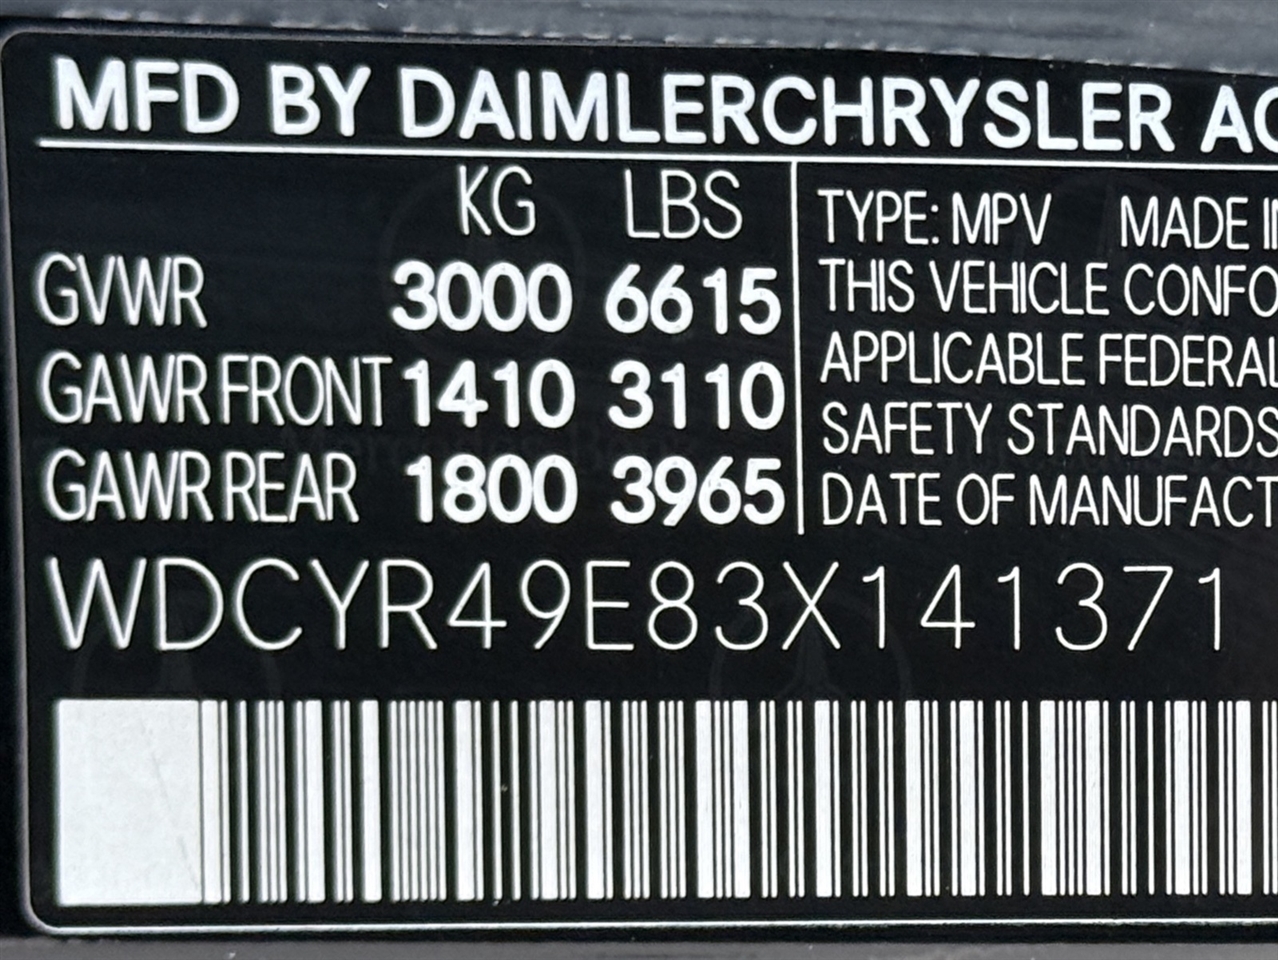 MFD BY DAIMLERCHRYSLER AG
KG LBS
GVWR 3000 6615
GAWR FRONT 1410 3110
GAWR REAR 1800 3965
TYPE: MPV MADE IN
THIS VEHICLE CONFO
APPLICABLE FEDERAL
SAFETY STANDARDS
DATE OF MANUFACT
WDCYR49E83X141371